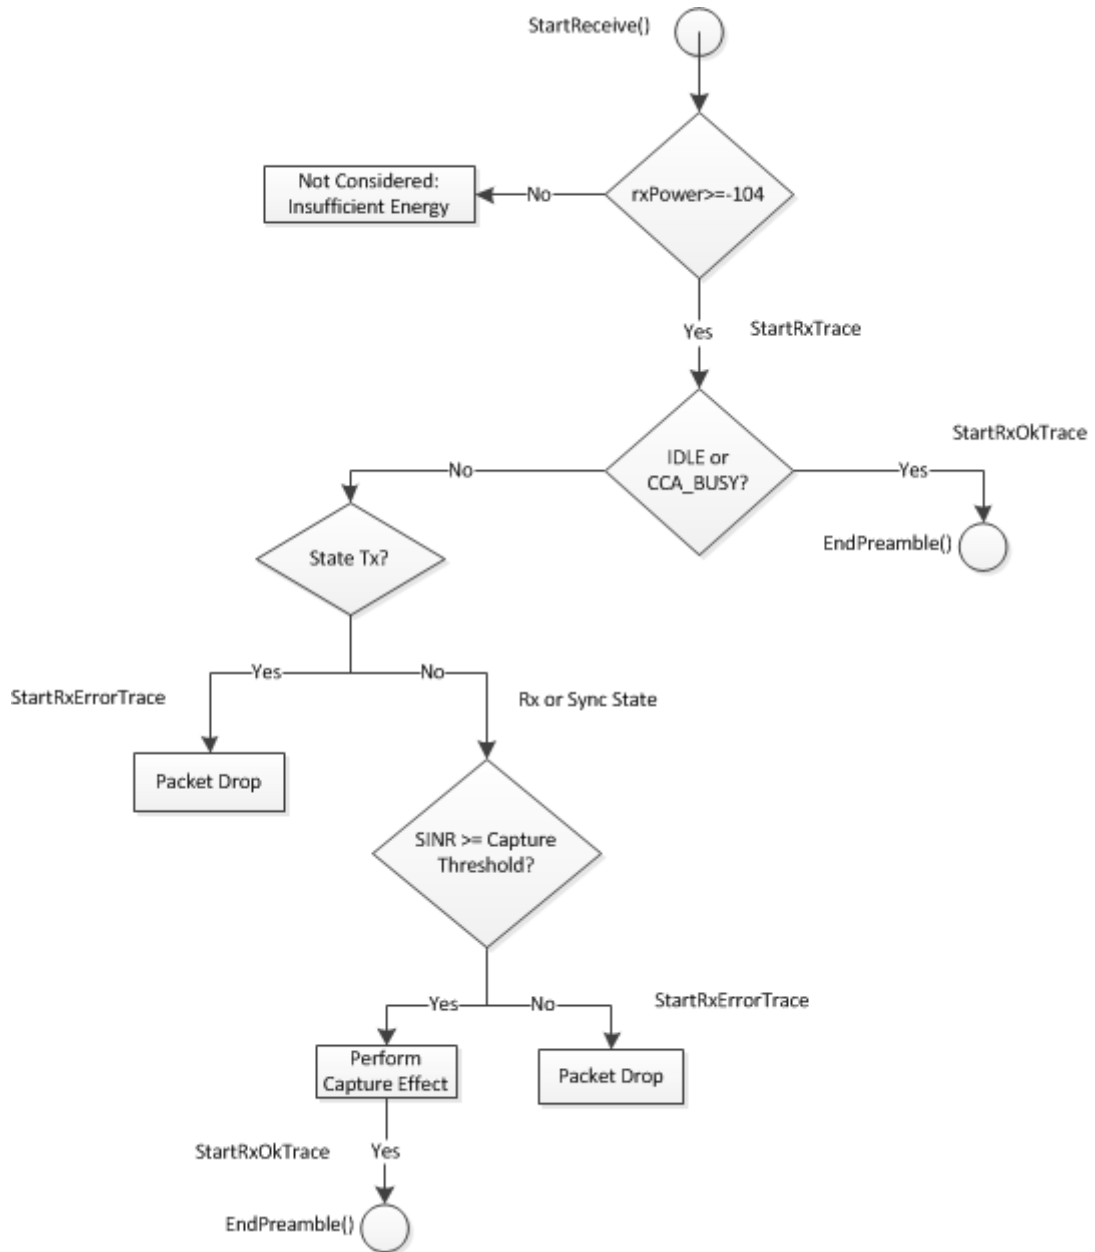 StartReceive()
Not Considered:
Insufficient Energy
No
rxPower>=-104
Yes
StartRxTrace
StartRxOkTrace
No
IDLE or
CCA_BUSY?
Yes
EndPreamble()
State Tx?
Yes
No
StartRxErrorTrace
Rx or Sync State
Packet Drop
SINR >= Capture
Threshold?
Yes
No
StartRxErrorTrace
Perform
Capture Effect
Packet Drop
StartRxOkTrace
Yes
EndPreamble()